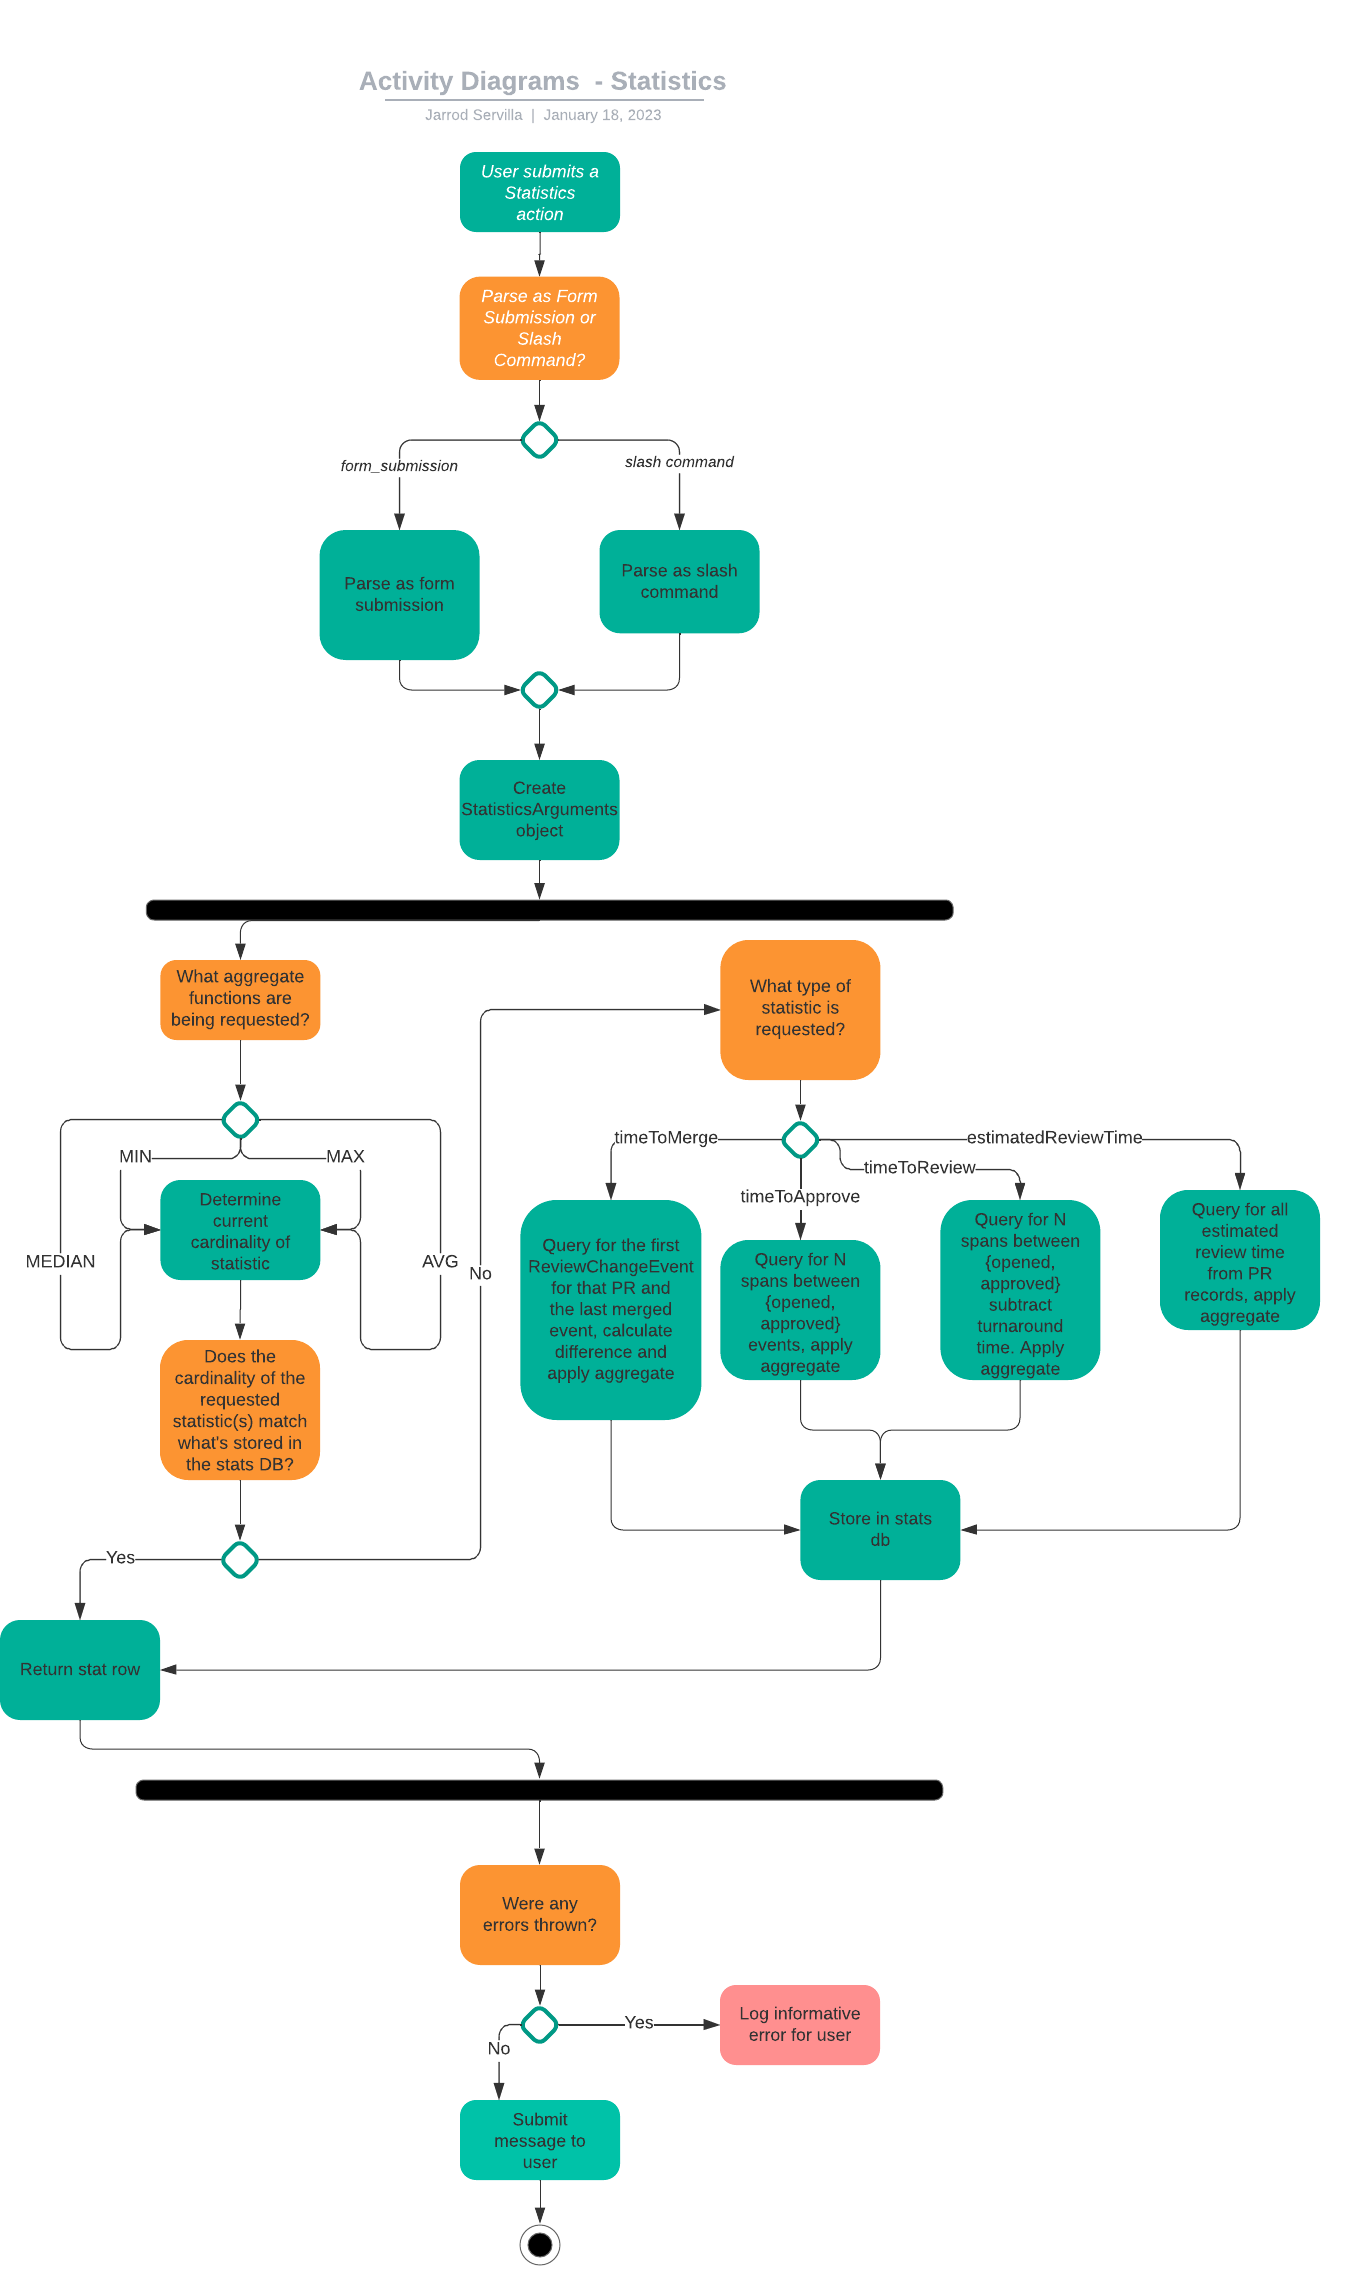 Activity Diagrams  - Statistics
Jarrod Servilla  |  January 18, 2023
User submits a
Statistics
action
Parse as Form
Submission or
Slash
Command?
form_submission
slash command
Parse as form
submission
Parse as slash
command
Create
StatisticsArguments
object
What aggregate
functions are
being requested?
What type of
statistic is
requested?
MIN
MAX
MEDIAN
AVG
No
Determine
current
cardinality of
statistic
timeToMerge
timeToApprove
timeToReview
estimatedReviewTime
Query for the first
ReviewChangeEvent
for that PR and
the last merged
event, calculate
difference and
apply aggregate
Query for N
spans between
{opened,
approved}
events, apply
aggregate
Query for N
spans between
{opened,
approved}
subtract
turnaround
time. Apply
aggregate
Query for all
estimated
review time
from PR
records, apply
aggregate
Does the
cardinality of the
requested
statistic(s) match
what's stored in
the stats DB?
Store in stats
db
Yes
Return stat row
Were any
errors thrown?
Yes
No
Log informative
error for user
Submit
message to
user